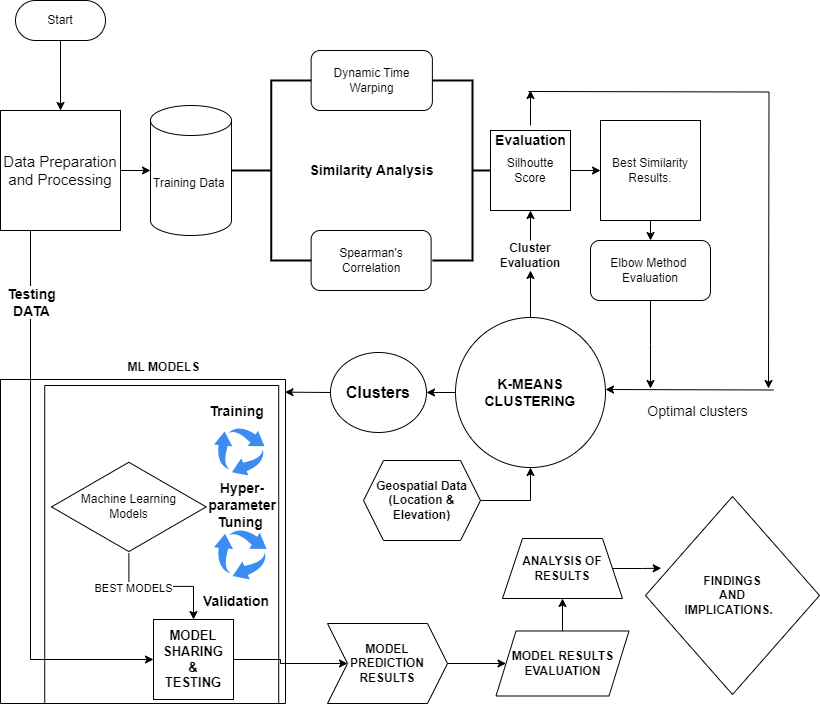 Start
Data Preparation
and Processing
Training Data
Dynamic Time
Warping
Similarity Analysis
Spearman's
Correlation
Evaluation
Silhoutte
Score
Best Similarity
Results.
Cluster
Evaluation
Elbow Method
Evaluation
Testing
DATA
ML MODELS
Clusters
K-MEANS
CLUSTERING
Optimal clusters
Training
Geospatial Data
(Location &
Elevation)
Machine Learning
Models
Hyper-
parameter
Tuning
BEST MODELS
Validation
MODEL
SHARING
&
TESTING
MODEL
PREDICTION
RESULTS
MODEL RESULTS
EVALUATION
ANALYSIS OF
RESULTS
FINDINGS
AND
IMPLICATIONS.